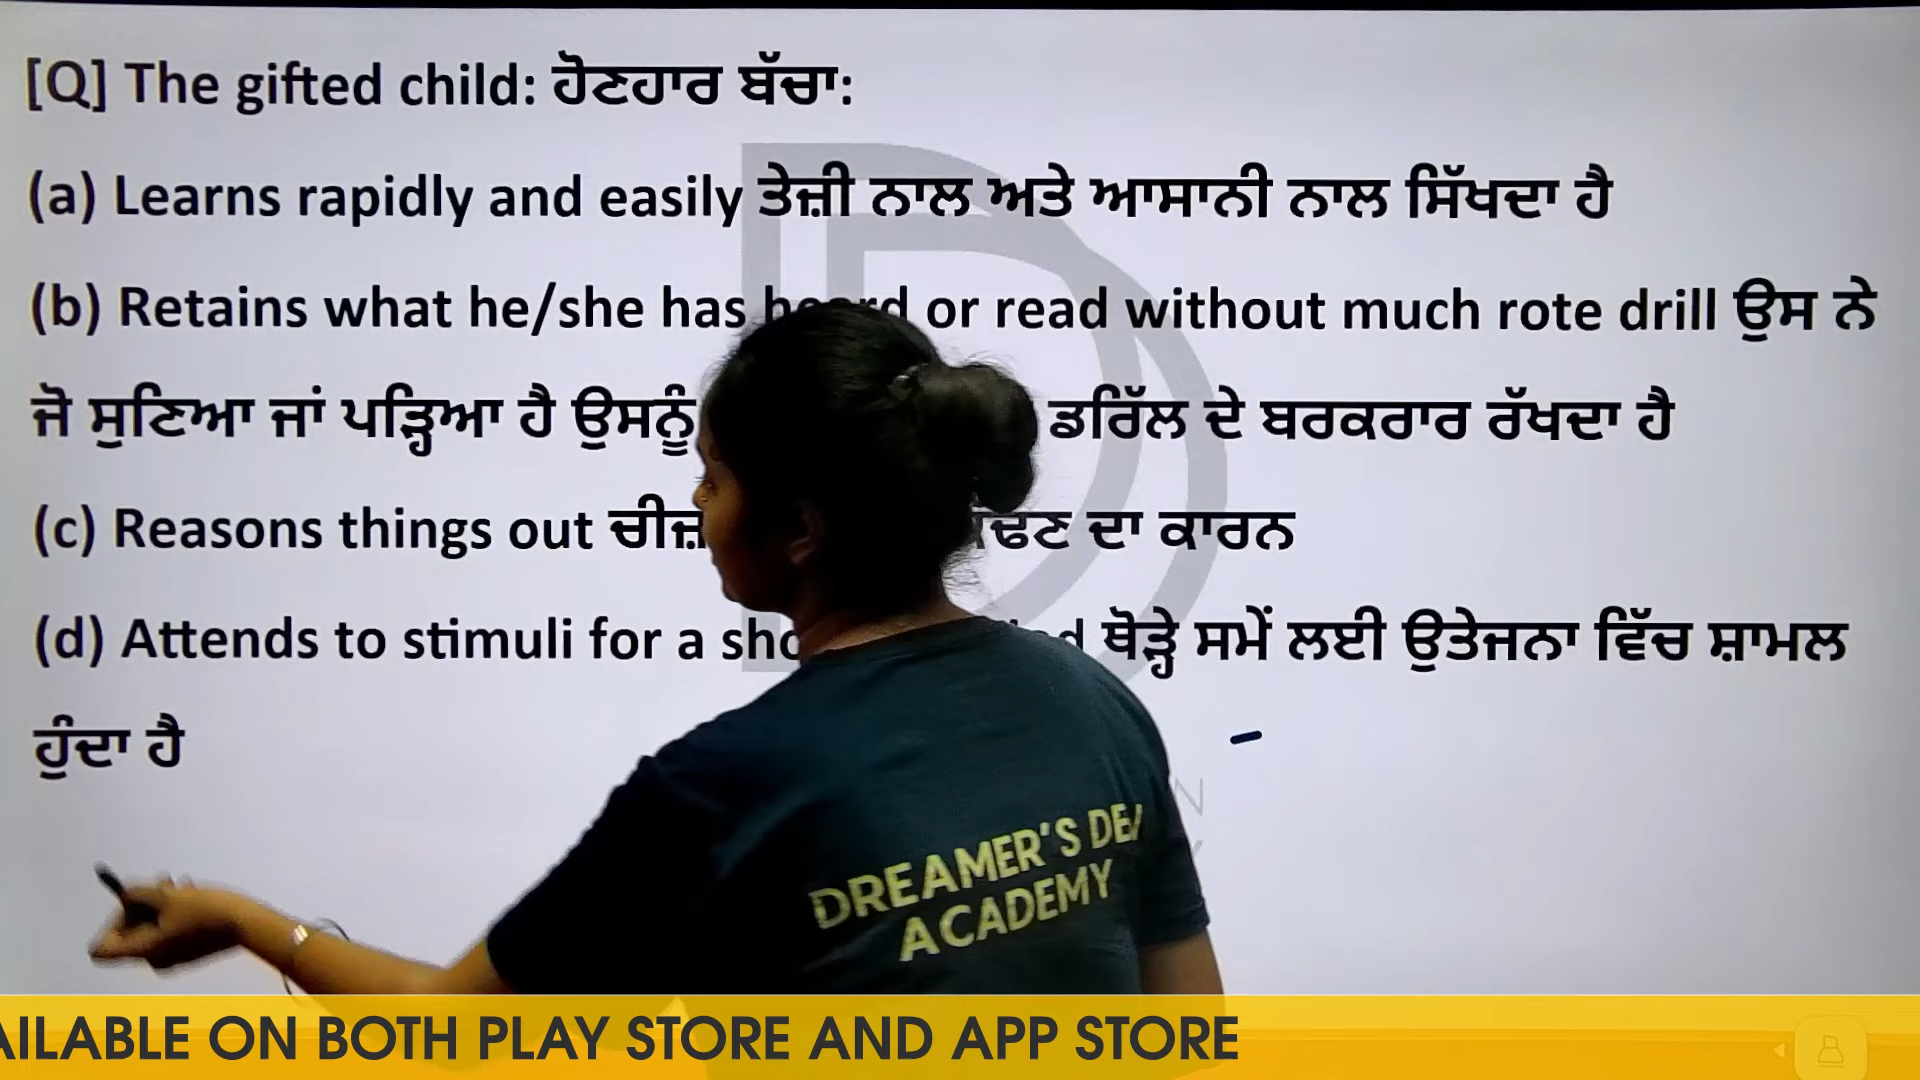 [Q] The gifted child: ਹੋਣਹਾਰ ਬੱਚਾ:
(a) Learns rapidly and easily ਤੇਜ਼ੀ ਨਾਲ ਅਤੇ ਆਸਾਨੀ ਨਾਲ ਸਿੱਖਦਾ ਹੈ
(b) Retains what he/she has or read without much rote drill ਉਸ ਨੇ
ਜੋ ਸੁਣਿਆ ਜਾਂ ਪੜ੍ਹਿਆ ਹੈ ਉਸਨੂੰ ਡਰਿੱਲ ਦੇ ਬਰਕਰਾਰ ਰੱਖਦਾ ਹੈ
(c) Reasons things out ਦਾ ਕਾਰਨ
(d) Attends to stimuli for a ਥੋੜ੍ਹੇ ਸਮੇਂ ਲਈ ਉਤੇਜਨਾ ਵਿੱਚ ਸ਼ਾਮਲ
ਹੁੰਦਾ ਹੈ
DREAMER'S
ACADEMY
ON BOTH PLAY STORE AND APP STORE